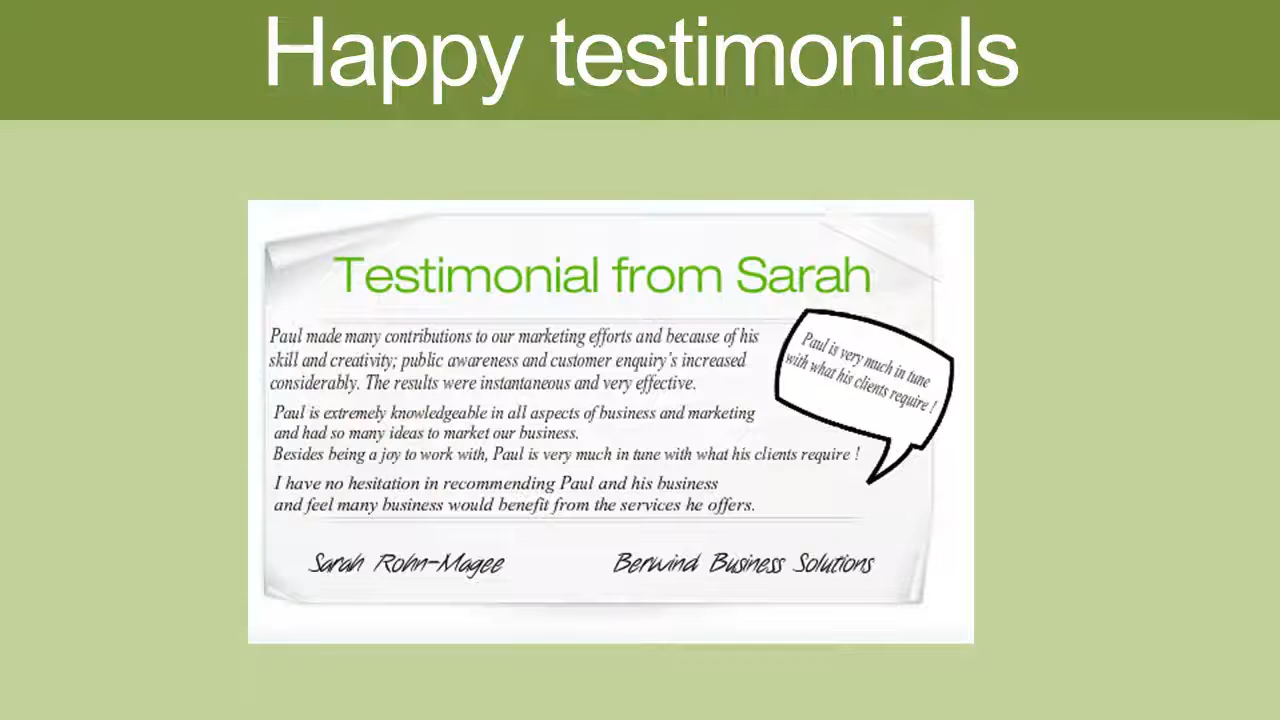 Happy testimonials
Testimonial from Sarah
Paul made many contributions to our marketing efforts and because of his
skill and creativity; public awareness and customer enquiry's increased
considerably. The results were instantaneous and very effective.
Paul is extremely knowledgeable in all aspects of business and marketing
and had so many ideas to market our business.
Besides being a joy to work with, Paul is very much in tune with what his clients require !
I have no hesitation in recommending Paul and his business
and feel many business would benefit from the services he offers.
Paul is very much in tune
with what his clients require !
Sarah Rohn-Magee
Berwind Business Solutions